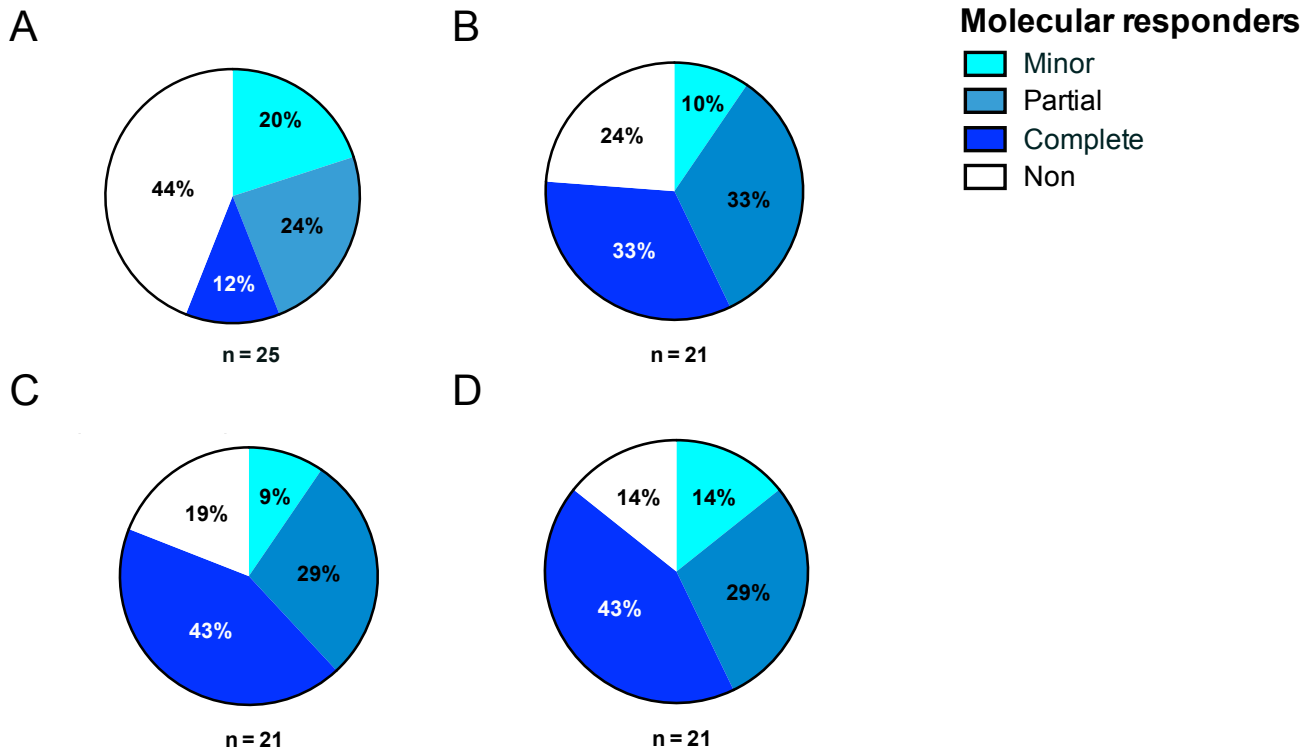 A
20%
44%
24%
12%
n = 25
B
10%
24%
33%
33%
n = 21
Molecular responders
Minor
Partial
Complete
Non
C
9%
19%
29%
43%
n = 21
D
14%
14%
29%
43%
n = 21